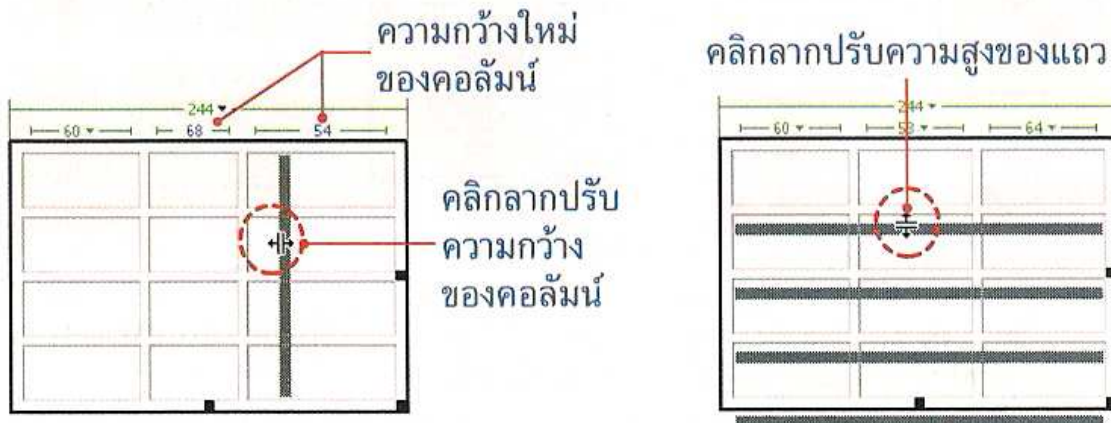 ความกว้างใหม่
ของคอลัมน์
244
60 68 54
คลิกลากปรับ
ความกว้าง
ของคอลัมน์
คลิกลากปรับความสูงของแถว
244
60 58 64